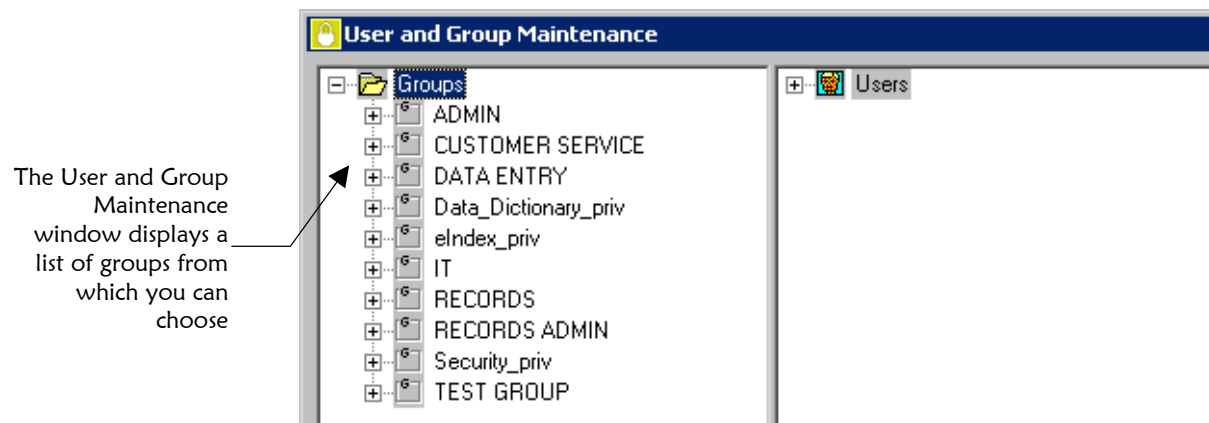 User and Group Maintenance
Groups
ADMIN
CUSTOMER SERVICE
DATA ENTRY
Data_Dictionary_priv
eIndex_priv
IT
RECORDS
RECORDS ADMIN
Security_priv
TEST GROUP
Users
The User and Group
Maintenance
window displays a
list of groups from
which you can
choose